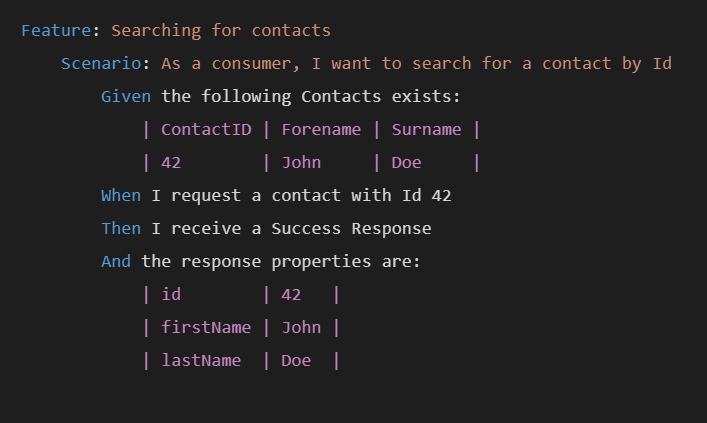 Feature: Searching for contacts
Scenario: As a consumer, I want to search for a contact by Id
Given the following Contacts exists:
| ContactID | Forename | Surname |
| 42 | John | Doe |
When I request a contact with Id 42
Then I receive a Success Response
And the response properties are:
| id | 42 |
| firstName | John |
| lastName | Doe |